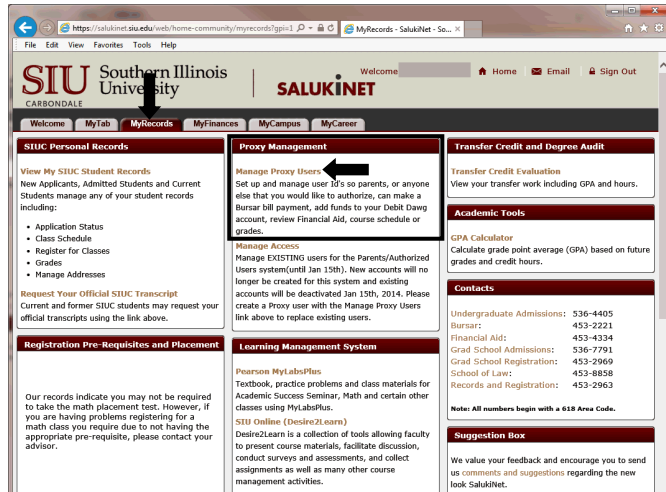 https://salukinet.siu.edu/web/home-community/myrecords?gpi=1
MyRecords - SalukiNet - So...
File Edit View Favorites Tools Help
SIU Southern Illinois University
CARBONDALE
SALUKINET
Welcome
Home Email Sign Out
Welcome MyTab MyRecords MyFinances MyCampus MyCareer
SIUC Personal Records
View My SIUC Student Records
New Applicants, Admitted Students and Current
Students manage any of your student records
including:
• Application Status
• Class Schedule
• Register for Classes
• Grades
• Manage Addresses
Request Your Official SIUC Transcript
Current and former SIUC students may request your
official transcripts using the link above.
Registration Pre-Requisites and Placement
Our records indicate you may not be required
to take the math placement test. However, if
you are having problems registering for a
math class you require due to not having the
appropriate pre-requisite, please contact your
advisor.
Proxy Management
Manage Proxy Users
Set up and manage user Id's so parents, or anyone
else that you would like to authorize, can make a
Bursar bill payment, add funds to your Debit Dawg
account, review Financial Aid, course schedule or
grades.
Manage Access
Manage EXISTING users for the Parents/Authorized
Users system(until Jan 15th). New accounts will no
longer be created for this system and existing
accounts will be deactivated Jan 15th, 2014. Please
create a Proxy user with the Manage Proxy Users
link above to replace existing users.
Learning Management System
Pearson MyLabsPlus
Textbook, practice problems and class materials for
Academic Success Seminar, Math and certain other
classes using MyLabsPlus.
SIU Online (Desire2Learn)
Desire2Learn is a collection of tools allowing faculty
to present course materials, facilitate discussion,
conduct surveys and assessments, and collect
assignments as well as many other course
management activities.
Transfer Credit and Degree Audit
Transfer Credit Evaluation
View your transfer work including GPA and hours.
Academic Tools
GPA Calculator
Calculate grade point average (GPA) based on future
grades and credit hours.
Contacts
Undergraduate Admissions: 536-4405
Bursar: 453-2221
Financial Aid: 453-4334
Grad School Admissions: 536-7791
Grad School Registration: 453-2969
School of Law: 453-8858
Records and Registration: 453-2963
Note: All numbers begin with a 618 Area Code.
Suggestion Box
We value your feedback and encourage you to send
us comments and suggestions regarding the new
look SalukiNet.